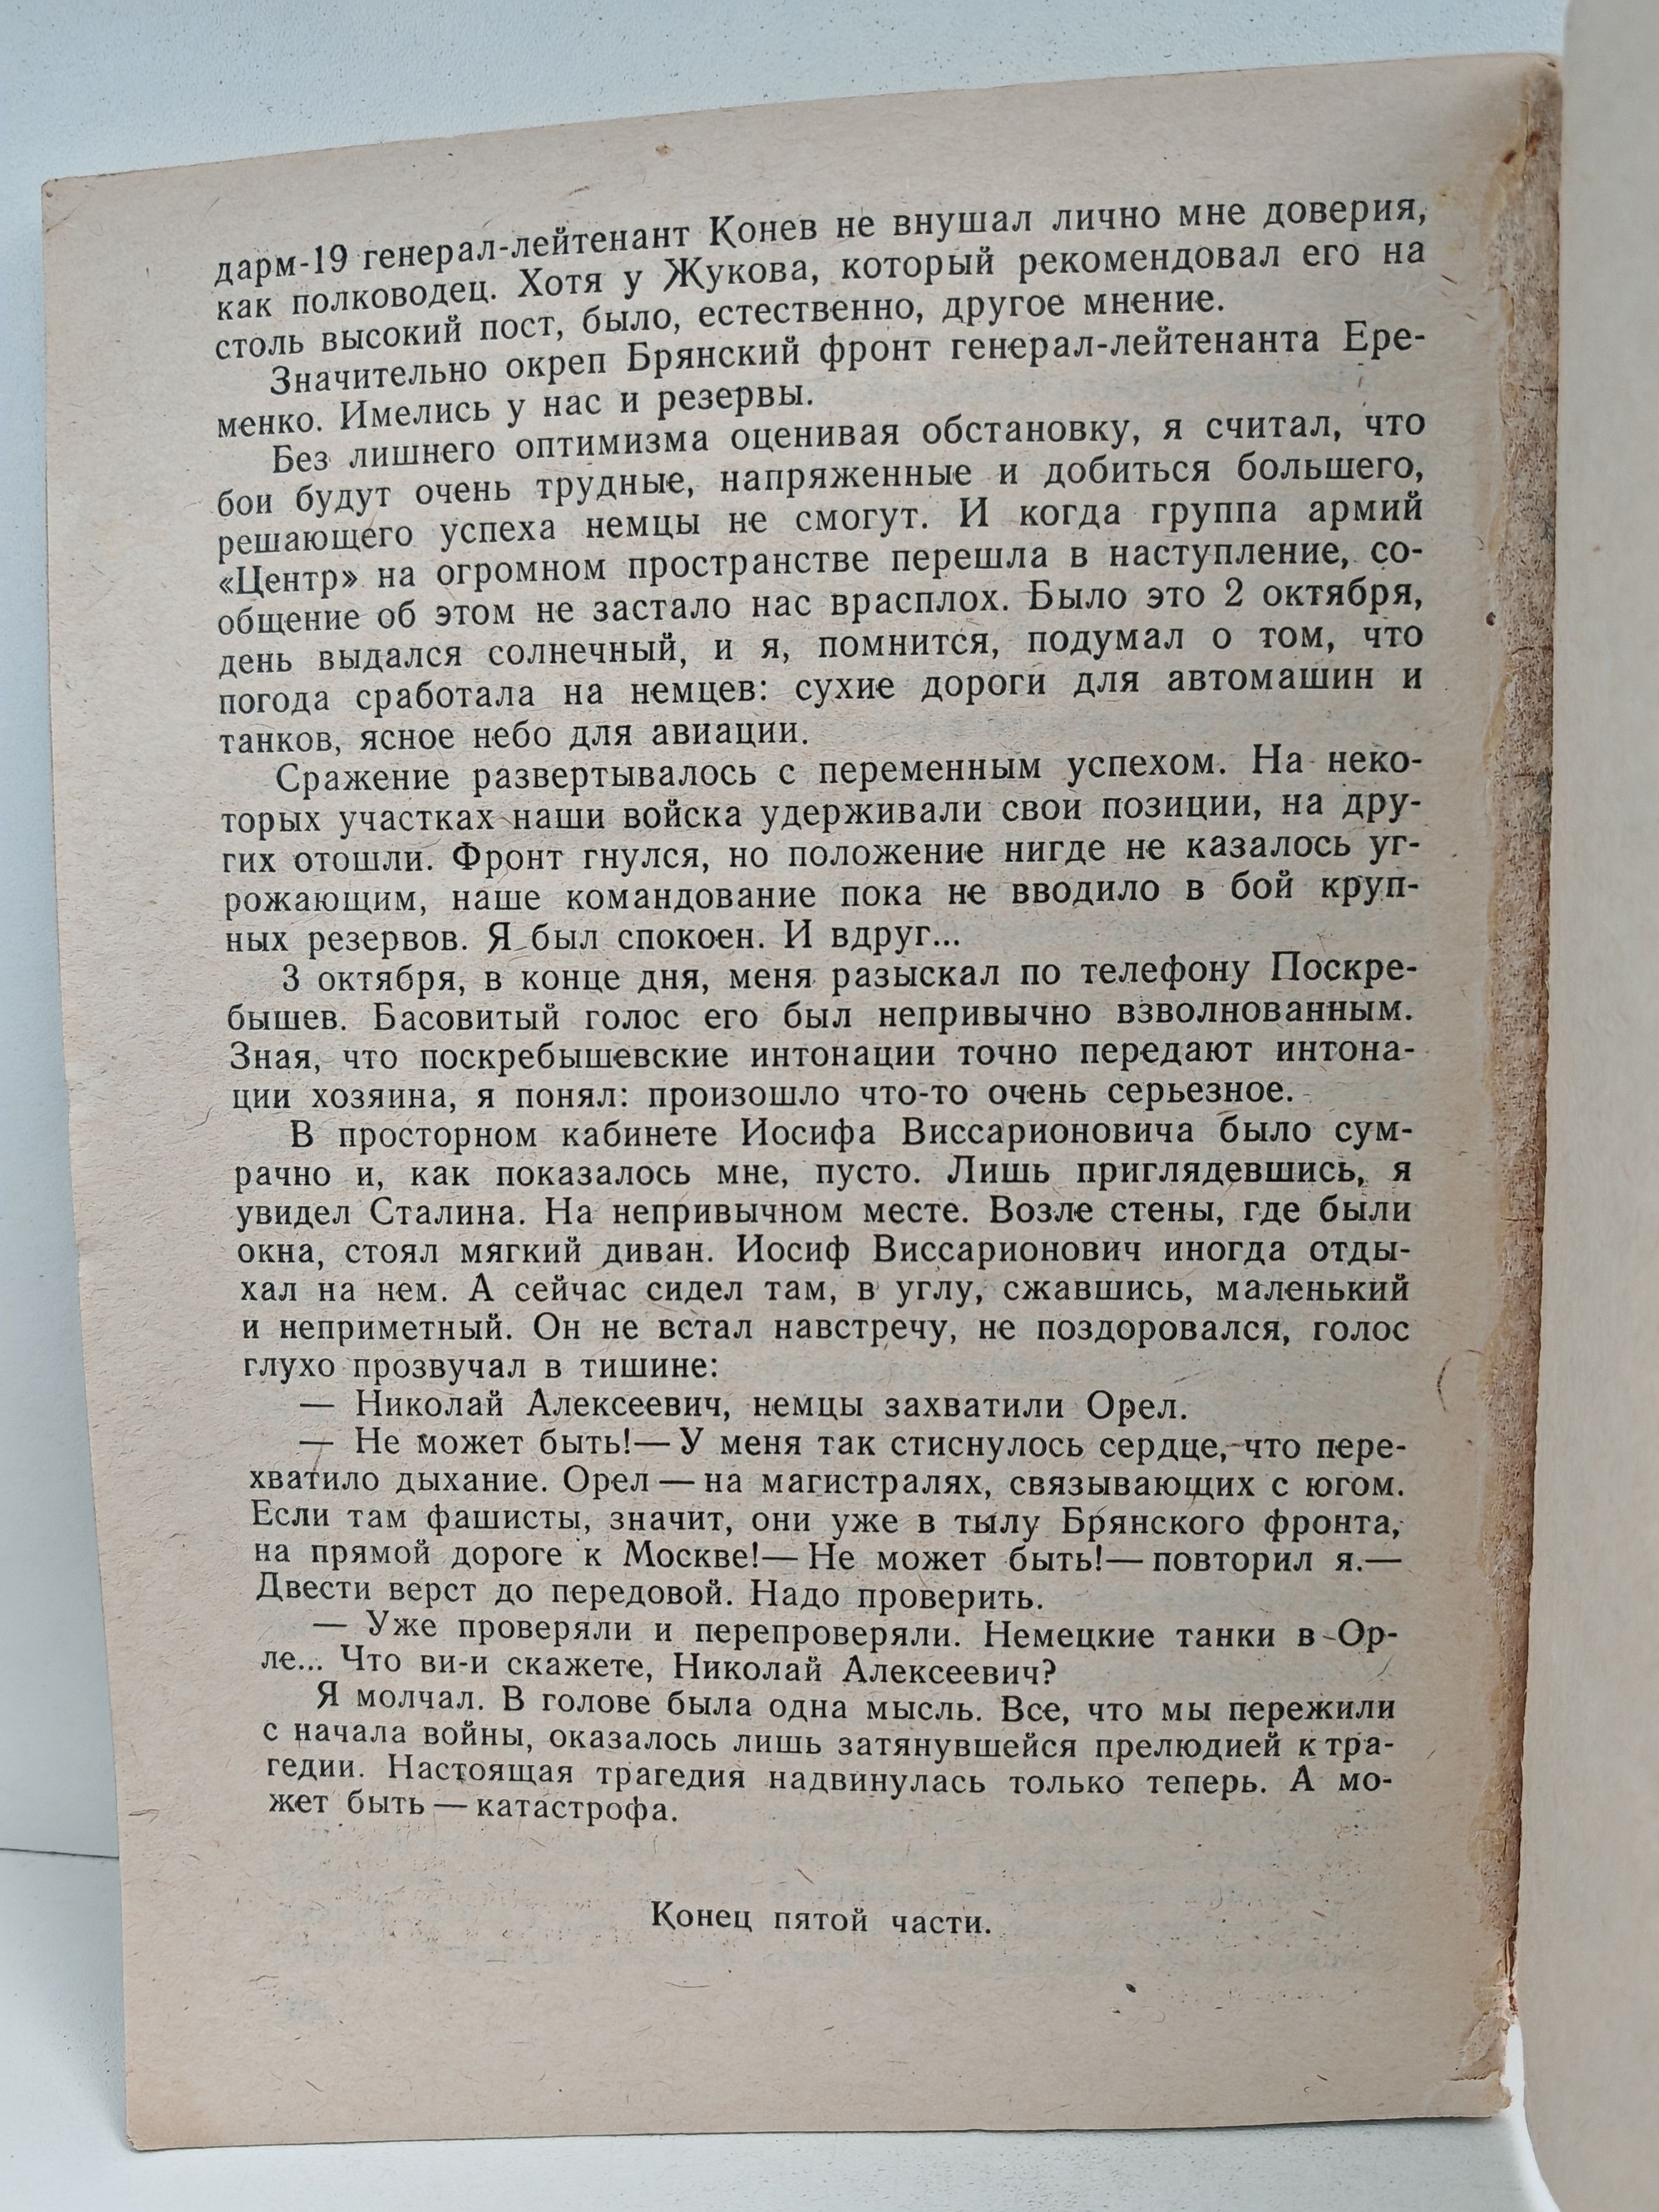 дарм-19 генерал-лейтенант Конев не внушал лично мне доверия,
как полководец. Хотя у Жукова, который рекомендовал его на
столь высокий пост, было, естественно, другое мнение.
Значительно окреп Брянский фронт генерал-лейтенанта Ере-
менко. Имелись у нас и резервы.
Без лишнего оптимизма оценивая обстановку, я считал, что
бои будут очень трудные, напряженные и добиться большего,
решающего успеха немцы не смогут. И когда группа армий
«Центр» на огромном пространстве перешла в наступление, со-
общение об этом не застало нас врасплох. Было это 2 октября,
день выдался солнечный, и я, помнится, подумал о том, что
погода сработала на немцев: сухие дороги для автомашин и
танков, ясное небо для авиации.
Сражение развертывалось с переменным успехом. На неко-
торых участках наши войска удерживали свои позиции, на дру-
гих отошли. Фронт гнулся, но положение нигде не казалось уг-
рожающим, наше командование пока не вводило в бой круп-
ных резервов. Я был спокоен. И вдруг...
3 октября, в конце дня, меня разыскал по телефону Поскре-
бышев. Басовитый голос его был непривычно взволнованным.
Зная, что поскребышевские интонации точно передают интона-
ции хозяина, я понял: произошло что-то очень серьезное.
В просторном кабинете Иосифа Виссарионовича было сум-
рачно и, как показалось мне, пусто. Лишь приглядевшись, я
увидел Сталина. На непривычном месте. Возле стены, где были
окна, стоял мягкий диван. Иосиф Виссарионович иногда отды-
хал на нем. А сейчас сидел там, в углу, сжавшись, маленький
и неприметный. Он не встал навстречу, не поздоровался, голос
глухо прозвучал в тишине:
— Николай Алексеевич, немцы захватили Орел.
— Не может быть!— У меня так стиснулось сердце, что пере-
хватило дыхание. Орел — на магистралях, связывающих с югом.
Если там фашисты, значит, они уже в тылу Брянского фронта,
на прямой дороге к Москве!— Не может быть!— повторил я.—
Двести верст до передовой. Надо проверить.
— Уже проверяли и перепроверяли. Немецкие танки в Ор-
ле... Что ви-и скажете, Николай Алексеевич?
Я молчал. В голове была одна мысль. Все, что мы пережили
с начала войны, оказалось лишь затянувшейся прелюдией к тра-
гедии. Настоящая трагедия надвинулась только теперь. А мо-
жет быть — катастрофа.
Конец пятой части.